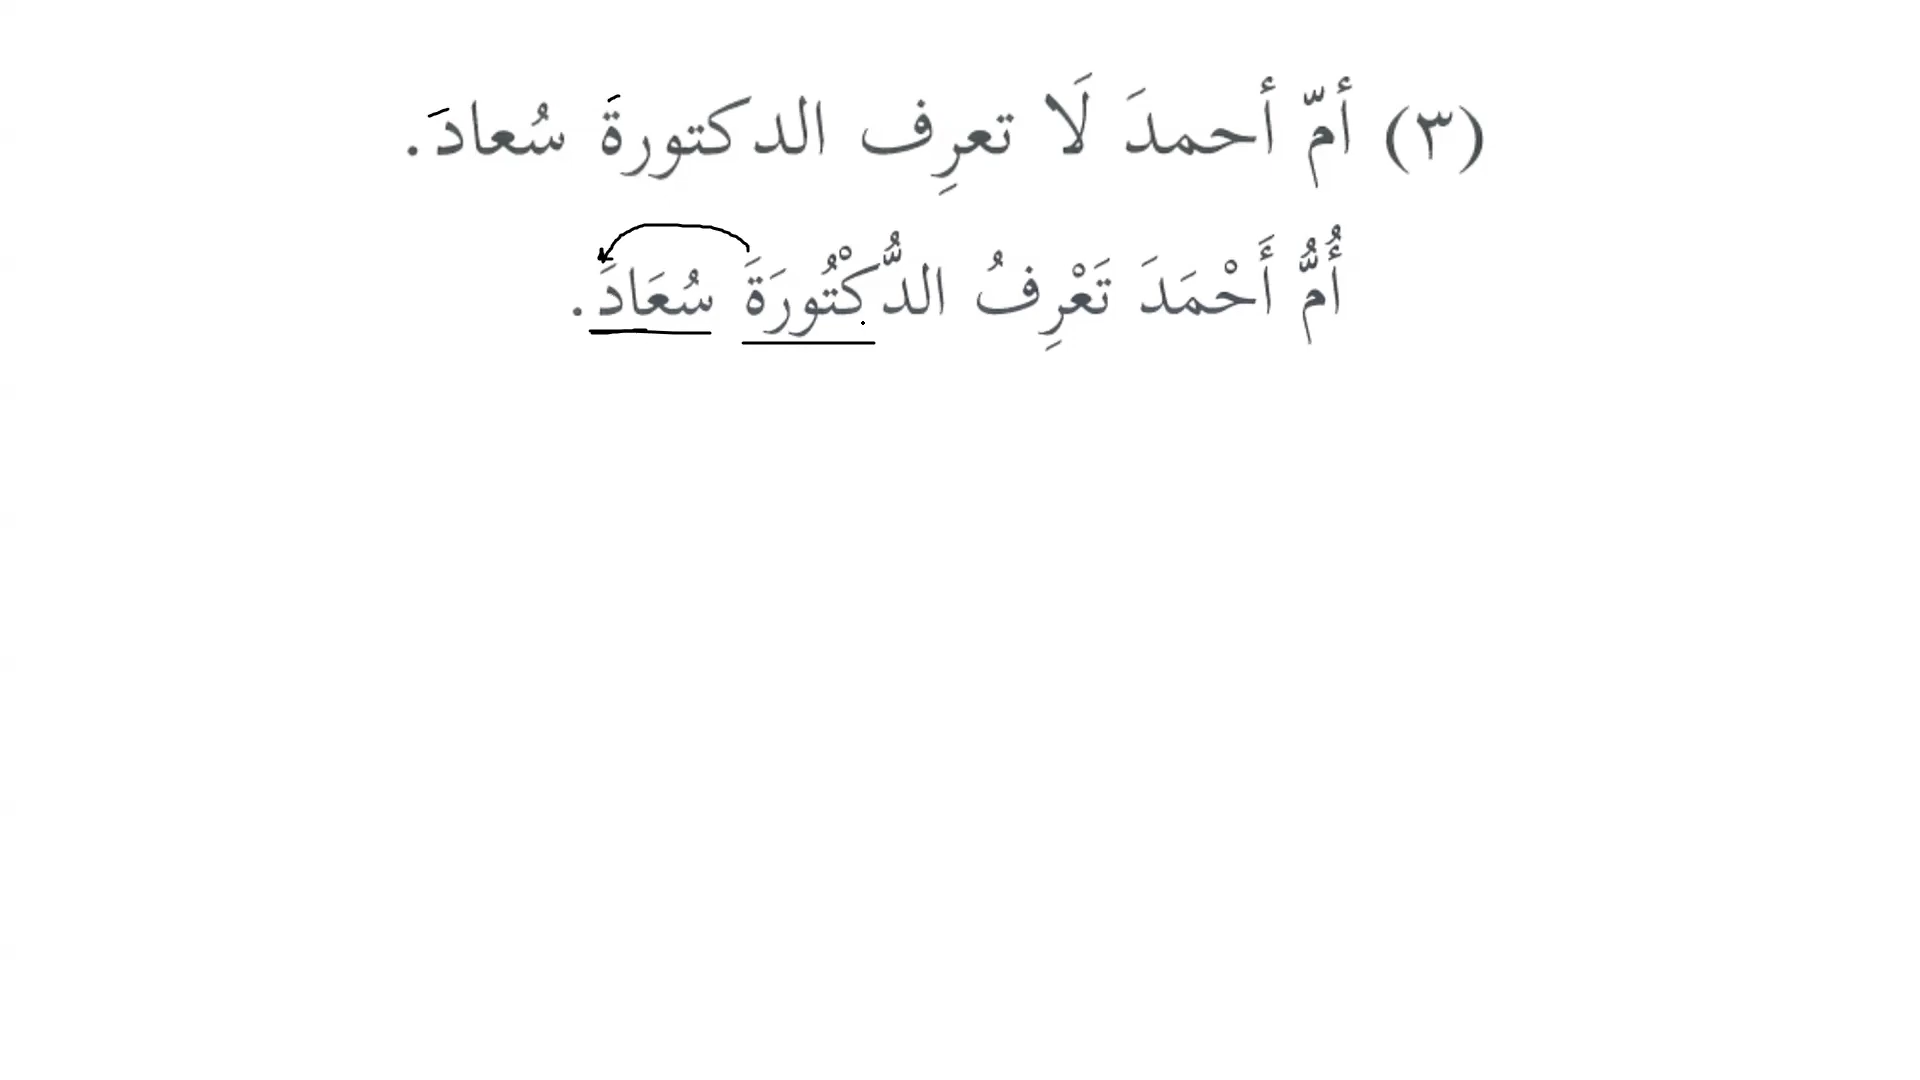 (٣) أمّ أحمدَ لَا تعرِف الدكتورةَ سُعادَ.
أُمُّ أَحْمَدَ تَعْرِفُ الدُّكْتُورَةَ سُعَادَ.